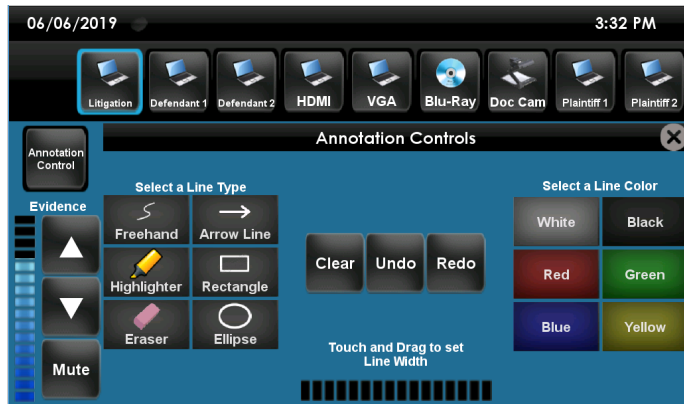 06/06/2019
3:32 PM
Litigation
Defendant 1
Defendant 2
HDMI
VGA
Blu-Ray
Doc Cam
Plaintiff 1
Plaintiff 2
Annotation
Control
Annotation Controls
Evidence
Mute
Select a Line Type
Freehand
Arrow Line
Highlighter
Rectangle
Eraser
Ellipse
Clear
Undo
Redo
Touch and Drag to set
Line Width
Select a Line Color
White
Black
Red
Green
Blue
Yellow